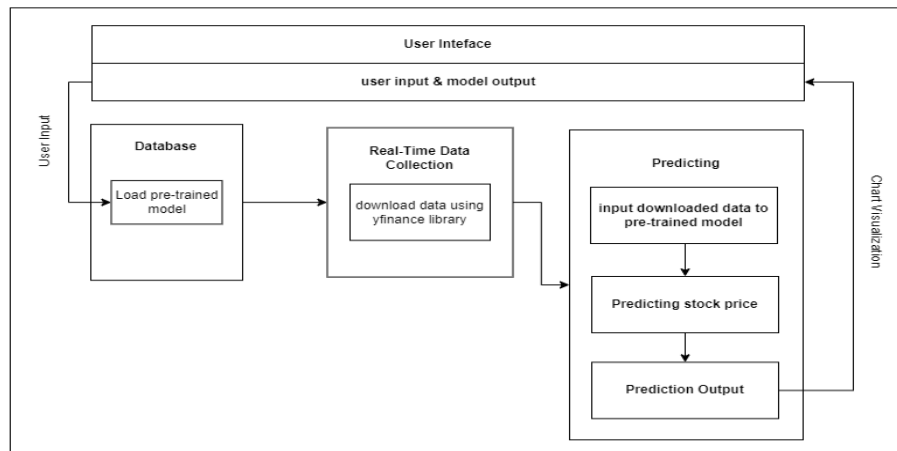 User Inteface
user input & model output
User Input
Database
Load pre-trained
model
Real-Time Data
Collection
download data using
yfinance library
Predicting
input downloaded data to
pre-trained model
Predicting stock price
Prediction Output
Chart Visualization